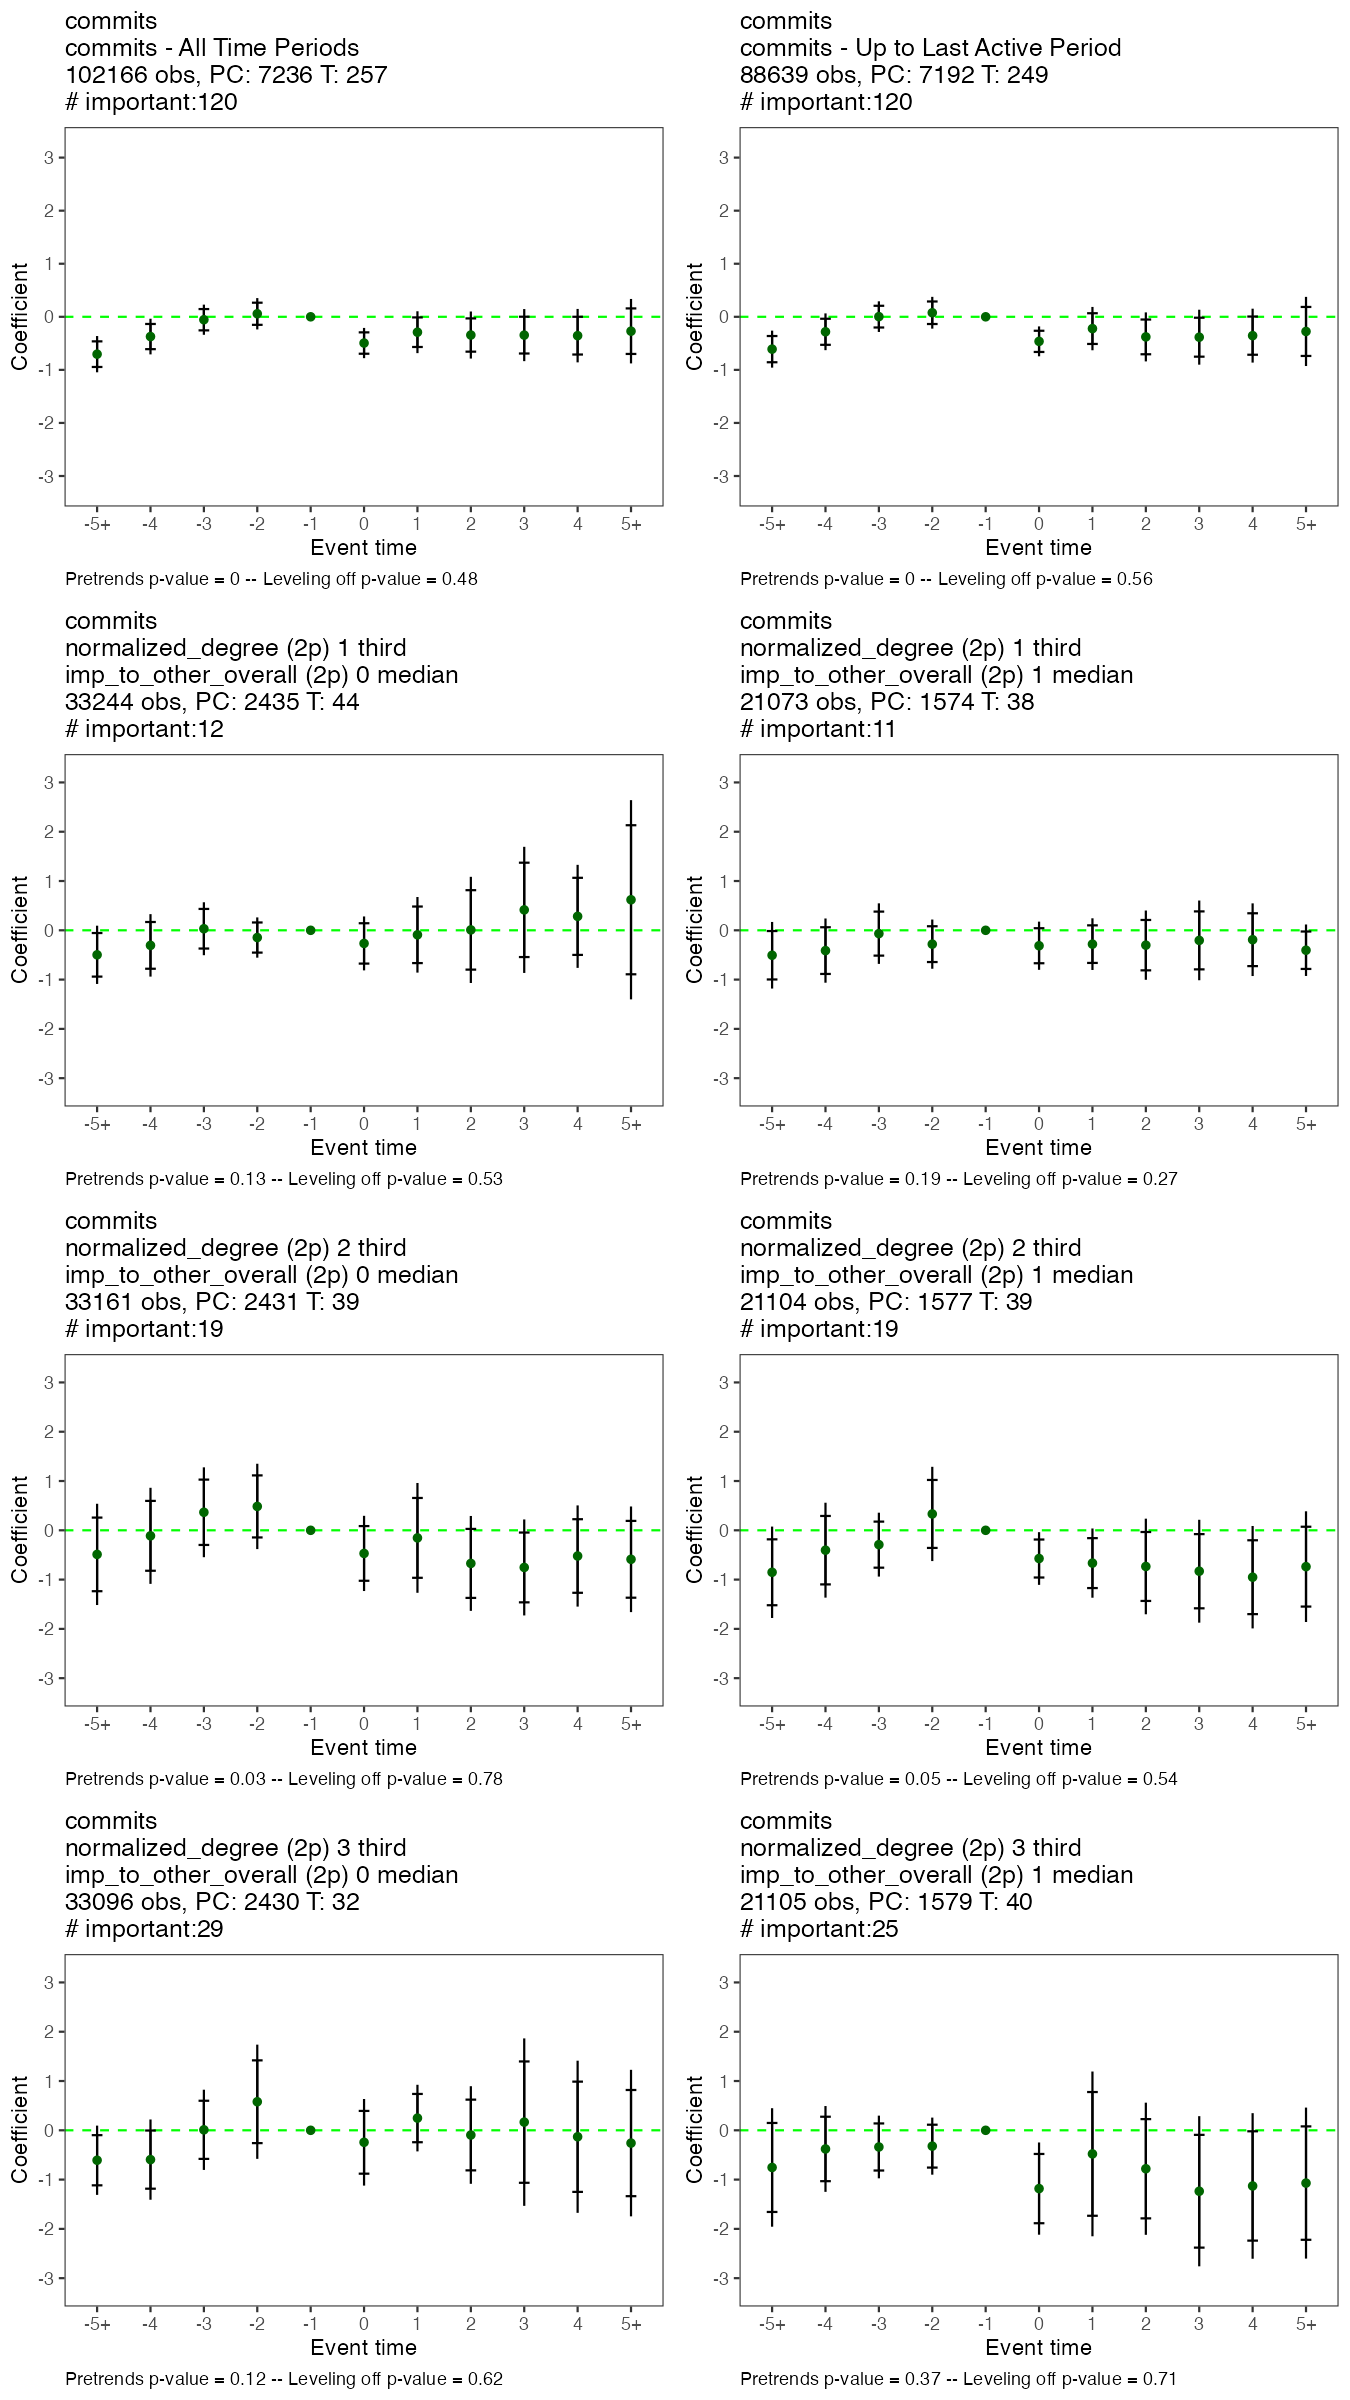 commits
commits - All Time Periods
102166 obs, PC: 7236 T: 257
# important:120
3
2
1
0
-1
-2
-3
Coefficient
-5+ -4 -3 -2 -1 0 1 2 3 4 5+
Event time
Pretrends p-value = 0 -- Leveling off p-value = 0.48
commits
commits - Up to Last Active Period
88639 obs, PC: 7192 T: 249
# important:120
3
2
1
0
-1
-2
-3
Coefficient
-5+ -4 -3 -2 -1 0 1 2 3 4 5+
Event time
Pretrends p-value = 0 -- Leveling off p-value = 0.56
commits
normalized_degree (2p) 1 third
imp_to_other_overall (2p) 0 median
33244 obs, PC: 2435 T: 44
# important:12
3
2
1
0
-1
-2
-3
Coefficient
-5+ -4 -3 -2 -1 0 1 2 3 4 5+
Event time
Pretrends p-value = 0.13 -- Leveling off p-value = 0.53
commits
normalized_degree (2p) 1 third
imp_to_other_overall (2p) 1 median
21073 obs, PC: 1574 T: 38
# important:11
3
2
1
0
-1
-2
-3
Coefficient
-5+ -4 -3 -2 -1 0 1 2 3 4 5+
Event time
Pretrends p-value = 0.19 -- Leveling off p-value = 0.27
commits
normalized_degree (2p) 2 third
imp_to_other_overall (2p) 0 median
33161 obs, PC: 2431 T: 39
# important:19
3
2
1
0
-1
-2
-3
Coefficient
-5+ -4 -3 -2 -1 0 1 2 3 4 5+
Event time
Pretrends p-value = 0.03 -- Leveling off p-value = 0.78
commits
normalized_degree (2p) 2 third
imp_to_other_overall (2p) 1 median
21104 obs, PC: 1577 T: 39
# important:19
3
2
1
0
-1
-2
-3
Coefficient
-5+ -4 -3 -2 -1 0 1 2 3 4 5+
Event time
Pretrends p-value = 0.05 -- Leveling off p-value = 0.54
commits
normalized_degree (2p) 3 third
imp_to_other_overall (2p) 0 median
33096 obs, PC: 2430 T: 32
# important:29
3
2
1
0
-1
-2
-3
Coefficient
-5+ -4 -3 -2 -1 0 1 2 3 4 5+
Event time
Pretrends p-value = 0.12 -- Leveling off p-value = 0.62
commits
normalized_degree (2p) 3 third
imp_to_other_overall (2p) 1 median
21105 obs, PC: 1579 T: 40
# important:25
3
2
1
0
-1
-2
-3
Coefficient
-5+ -4 -3 -2 -1 0 1 2 3 4 5+
Event time
Pretrends p-value = 0.37 -- Leveling off p-value = 0.71